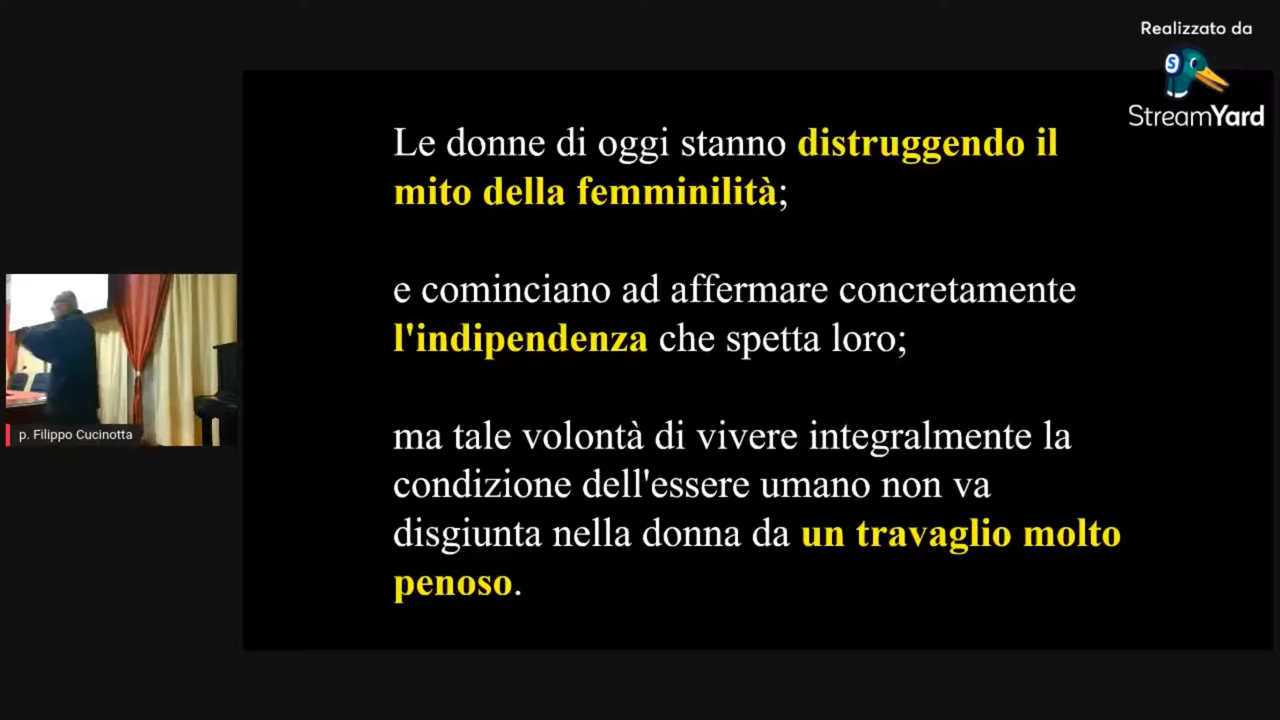 Realizzato da
StreamYard
Le donne di oggi stanno distruggendo il
mito della femminilità;
e cominciano ad affermare concretamente
l'indipendenza che spetta loro;
ma tale volontà di vivere integralmente la
condizione dell'essere umano non va
disgiunta nella donna da un travaglio molto
penoso.
p. Filippo Cucinotta